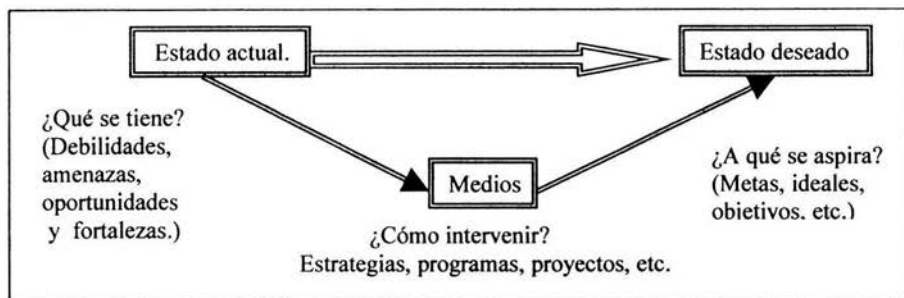 Estado actual.
Estado deseado
¿Qué se tiene?
(Debilidades,
amenazas,
oportunidades
y fortalezas.)
Medios
¿A qué se aspira?
(Metas, ideales,
objetivos, etc.)
¿Cómo intervenir?
Estrategias, programas, proyectos, etc.